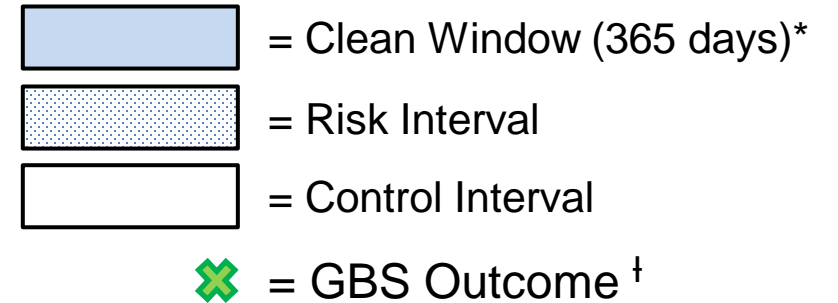 = Clean Window (365 days)*
= Risk Interval
= Control Interval
= GBS Outcome ƚ